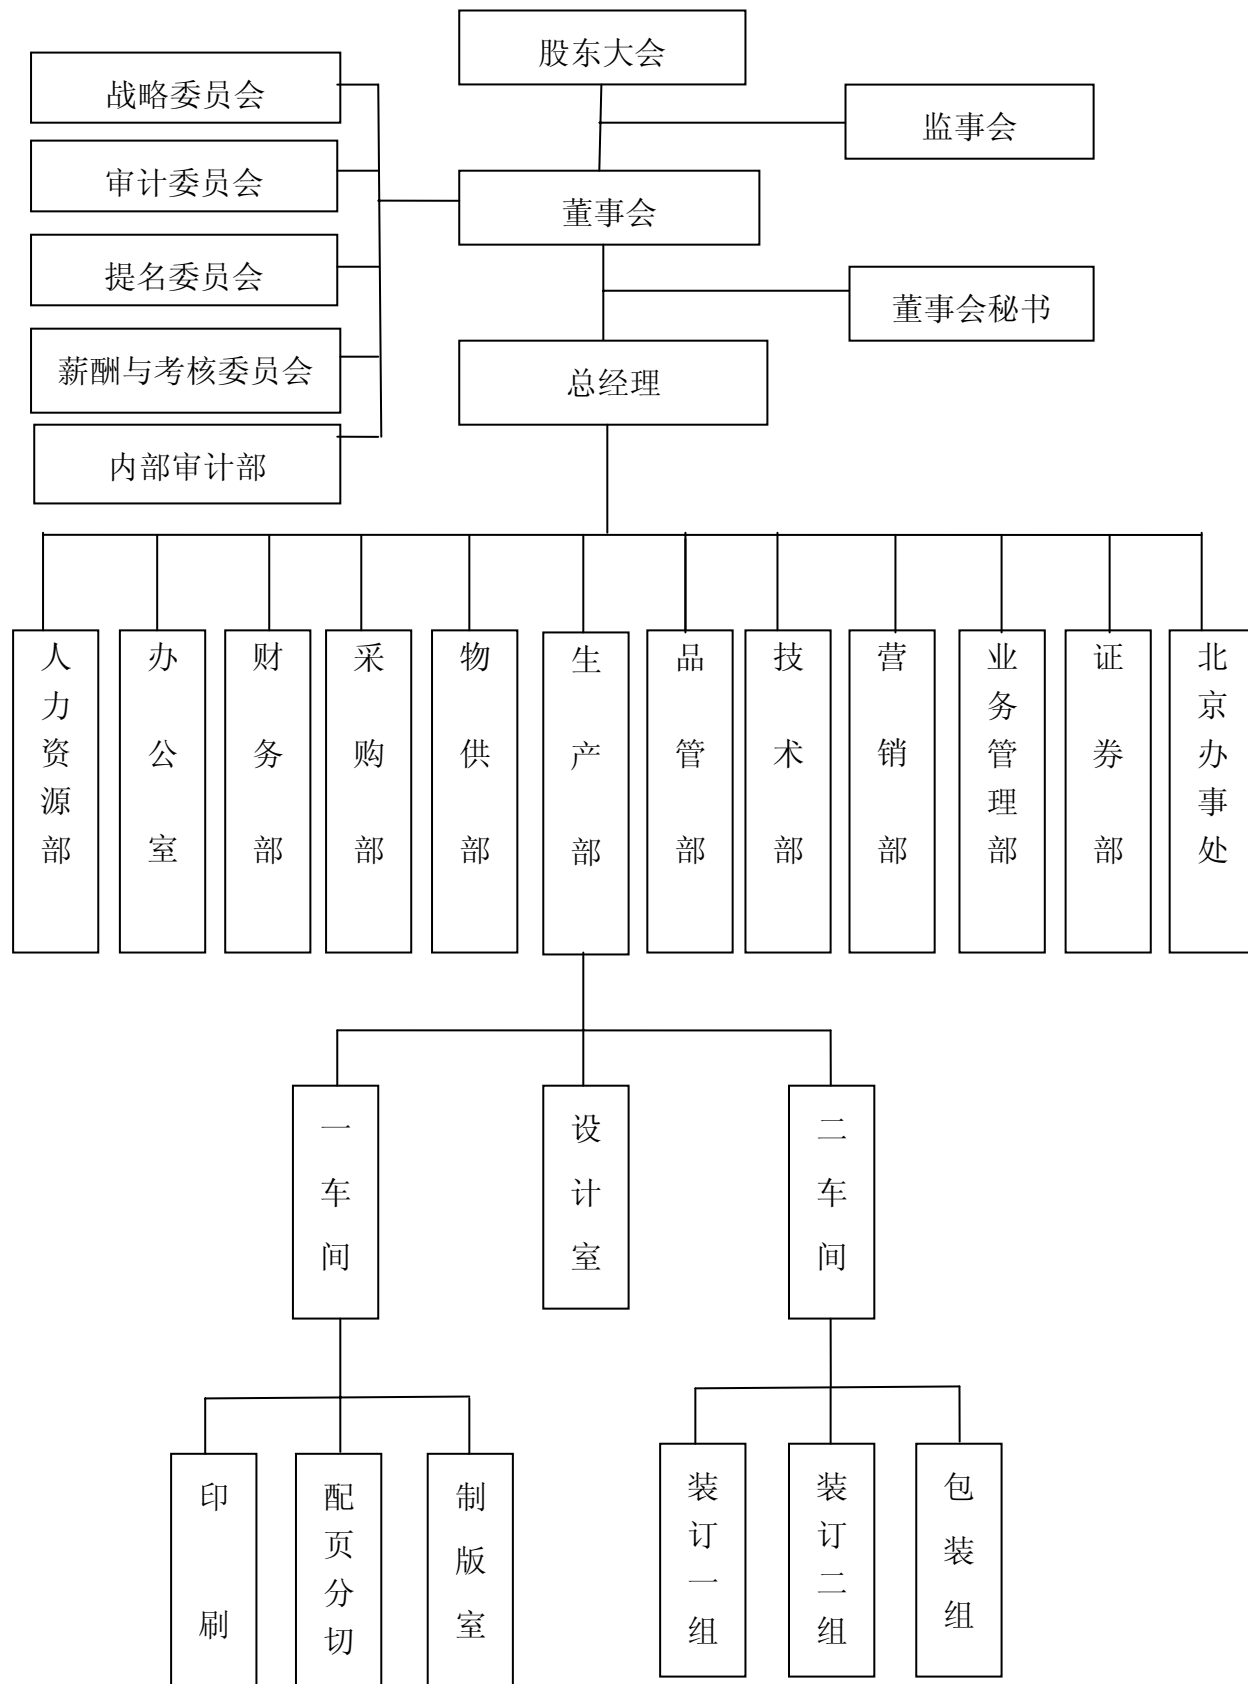 股东大会
战略委员会
监事会
审计委员会
董事会
提名委员会
董事会秘书
薪酬与考核委员会
总经理
内部审计部
人力资源部
办公室
财务部
采购部
物供部
生产部
品管部
技术部
营销部
业务管理部
证券部
北京办事处
一车间
设计室
二车间
印刷
配页分切
制版室
装订一组
装订二组
包装组